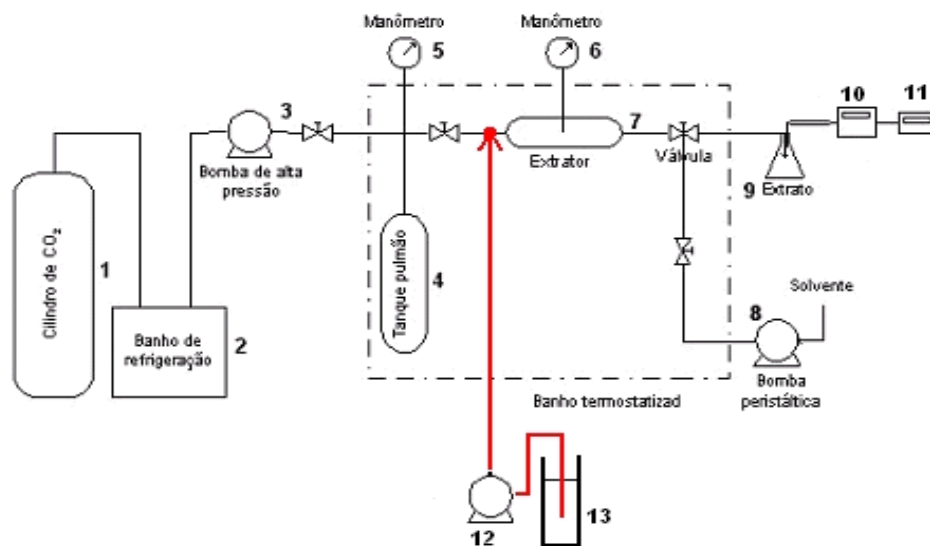 Manômetro
5
Manômetro
6
3
Bomba de alta
pressão
7
Extrator
Válvula
10
11
9
Extrato
Cilindro de CO₂
1
Tanque pulmão
4
Banho de
refrigeração
2
Solvente
8
Bomba
peristáltica
Banho termostatizad
12
13